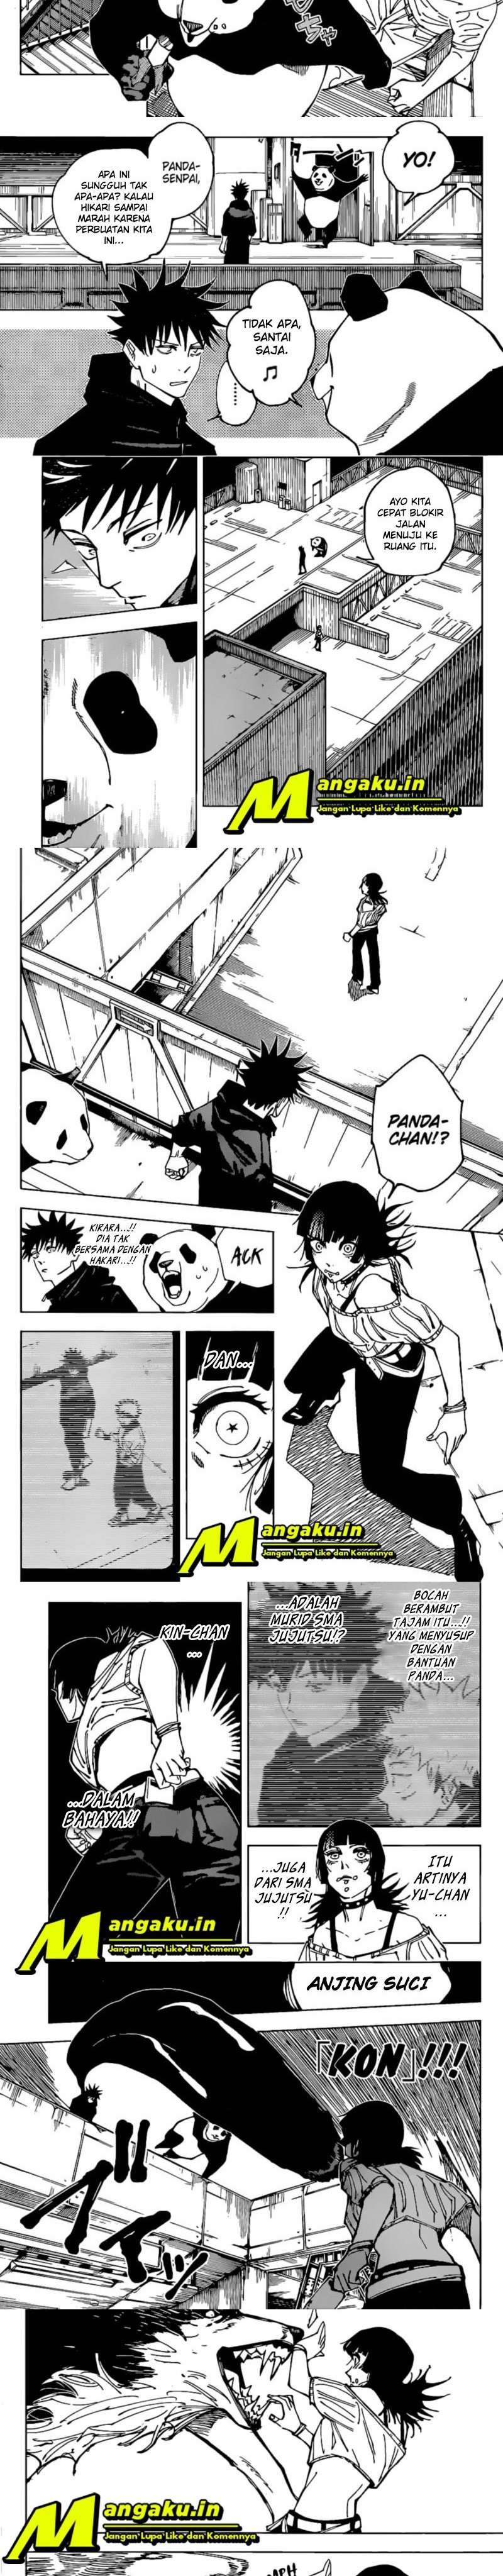 モチャ
YO!
PANDA-
SENPAI,
APA INI
SUNGGUH TAK
APA-APA? KALAU
HIKARI SAMPAI
MARAH KARENA
PERBUATAN KITA
INI...
TIDAK APA,
SANTAI
SAJA.
AYO KITA
CEPAT BLOKIR
JALAN
MENUJU KE
RUANG ITU.
Mangaku.in
Jangan Lupa Like dan Komennya
PANDA-
CHAN!?
KIRARA...!!
DIA TAK
BERSAMA DENGAN
HAKARI...!!
ACK
DAN...
Mangaku.in
Jangan Lupa Like dan Komennya
BOCAH
BERAMBUT
TAJAM ITU...!!
YANG MENYUSUP
DENGAN
BANTUAN
PANDA...
...ADALAH
MURID SMA
JUJUTSU!?
KIN-CHAN
...
...DALAM
BAHAYA!!
ITU
ARTINYA
YU-CHAN
...
...JUGA
DARI SMA
JUJUTSU
!!
Mangaku.in
Jangan Lupa Like dan Komennya
ANJING SUCI
「KON」!!!
Mangaku.in
Jangan Lupa Like dan Komennya